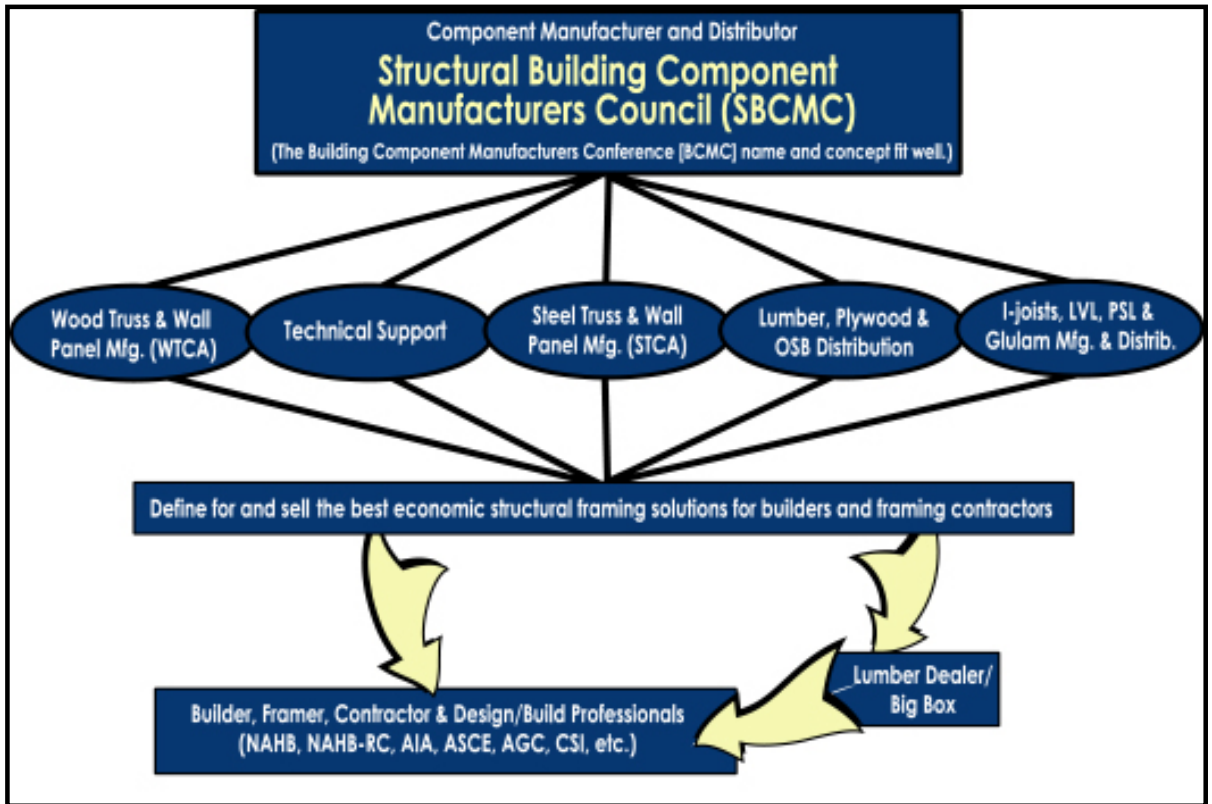 Component Manufacturer and Distributor
Structural Building Component
Manufacturers Council (SBCMC)
(The Building Component Manufacturers Conference [BCMC] name and concept fit well.)
Wood Truss & Wall
Panel Mfg. (WTCA)
Technical Support
Steel Truss & Wall
Panel Mfg. (STCA)
Lumber, Plywood &
OSB Distribution
I-joists, LVL, PSL &
Glulam Mfg. & Distrib.
Define for and sell the best economic structural framing solutions for builders and framing contractors
Lumber Dealer/
Big Box
Builder, Framer, Contractor & Design/Build Professionals
(NAHB, NAHB-RC, AIA, ASCE, AGC, CSI, etc.)